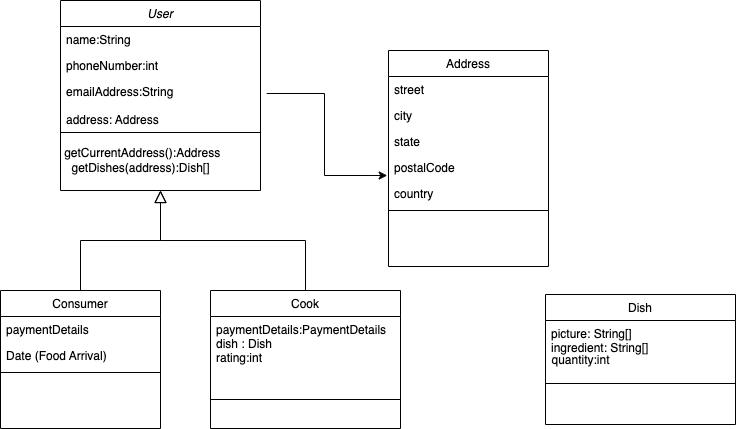 User
name:String
phoneNumber:int
emailAddress:String
address: Address
getCurrentAddress():Address
getDishes(address):Dish[]
Address
street
city
state
postalCode
country
Consumer
paymentDetails
Date (Food Arrival)
Cook
paymentDetails:PaymentDetails
dish : Dish
rating:int
Dish
picture: String[]
ingredient: String[]
quantity:int